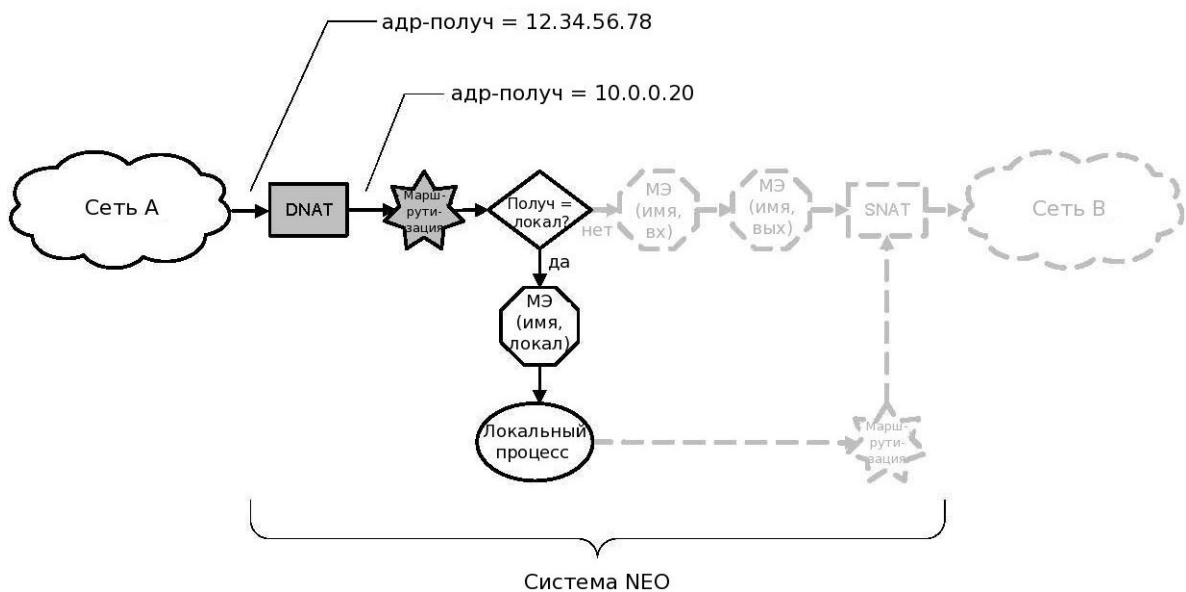 адр-получ = 12.34.56.78
адр-получ = 10.0.0.20
Сеть А
DNAT
Марш-
рути-
зация
Получ =
локал?
нет
да
МЭ
(имя,
вх)
МЭ
(имя,
вых)
SNAT
Сеть В
МЭ
(имя,
локал)
Локальный
процесс
Марш-
рути-
зация
Система NEO